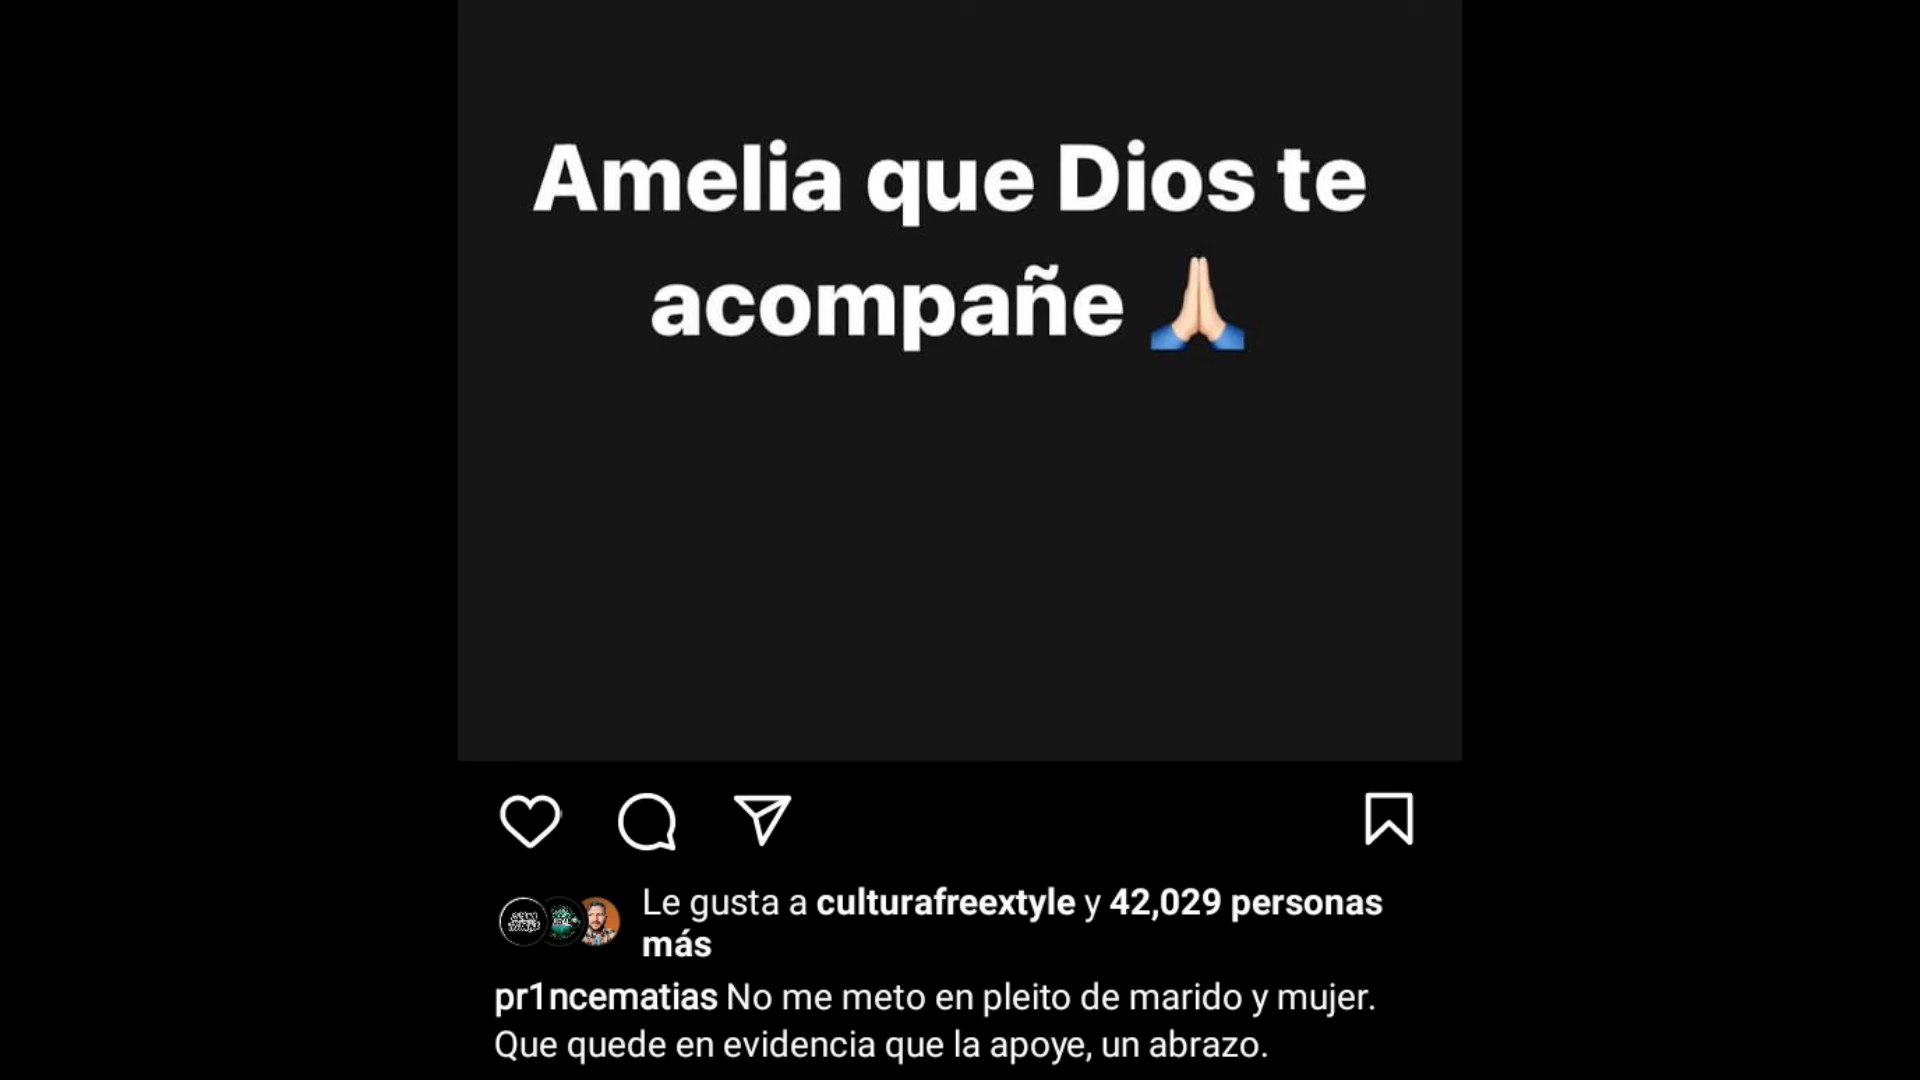 Amelia que Dios te
acompañe 🙏🏻
Le gusta a culturafreextyle y 42,029 personas
más
pr1ncematias No me meto en pleito de marido y mujer.
Que quede en evidencia que la apoye, un abrazo.